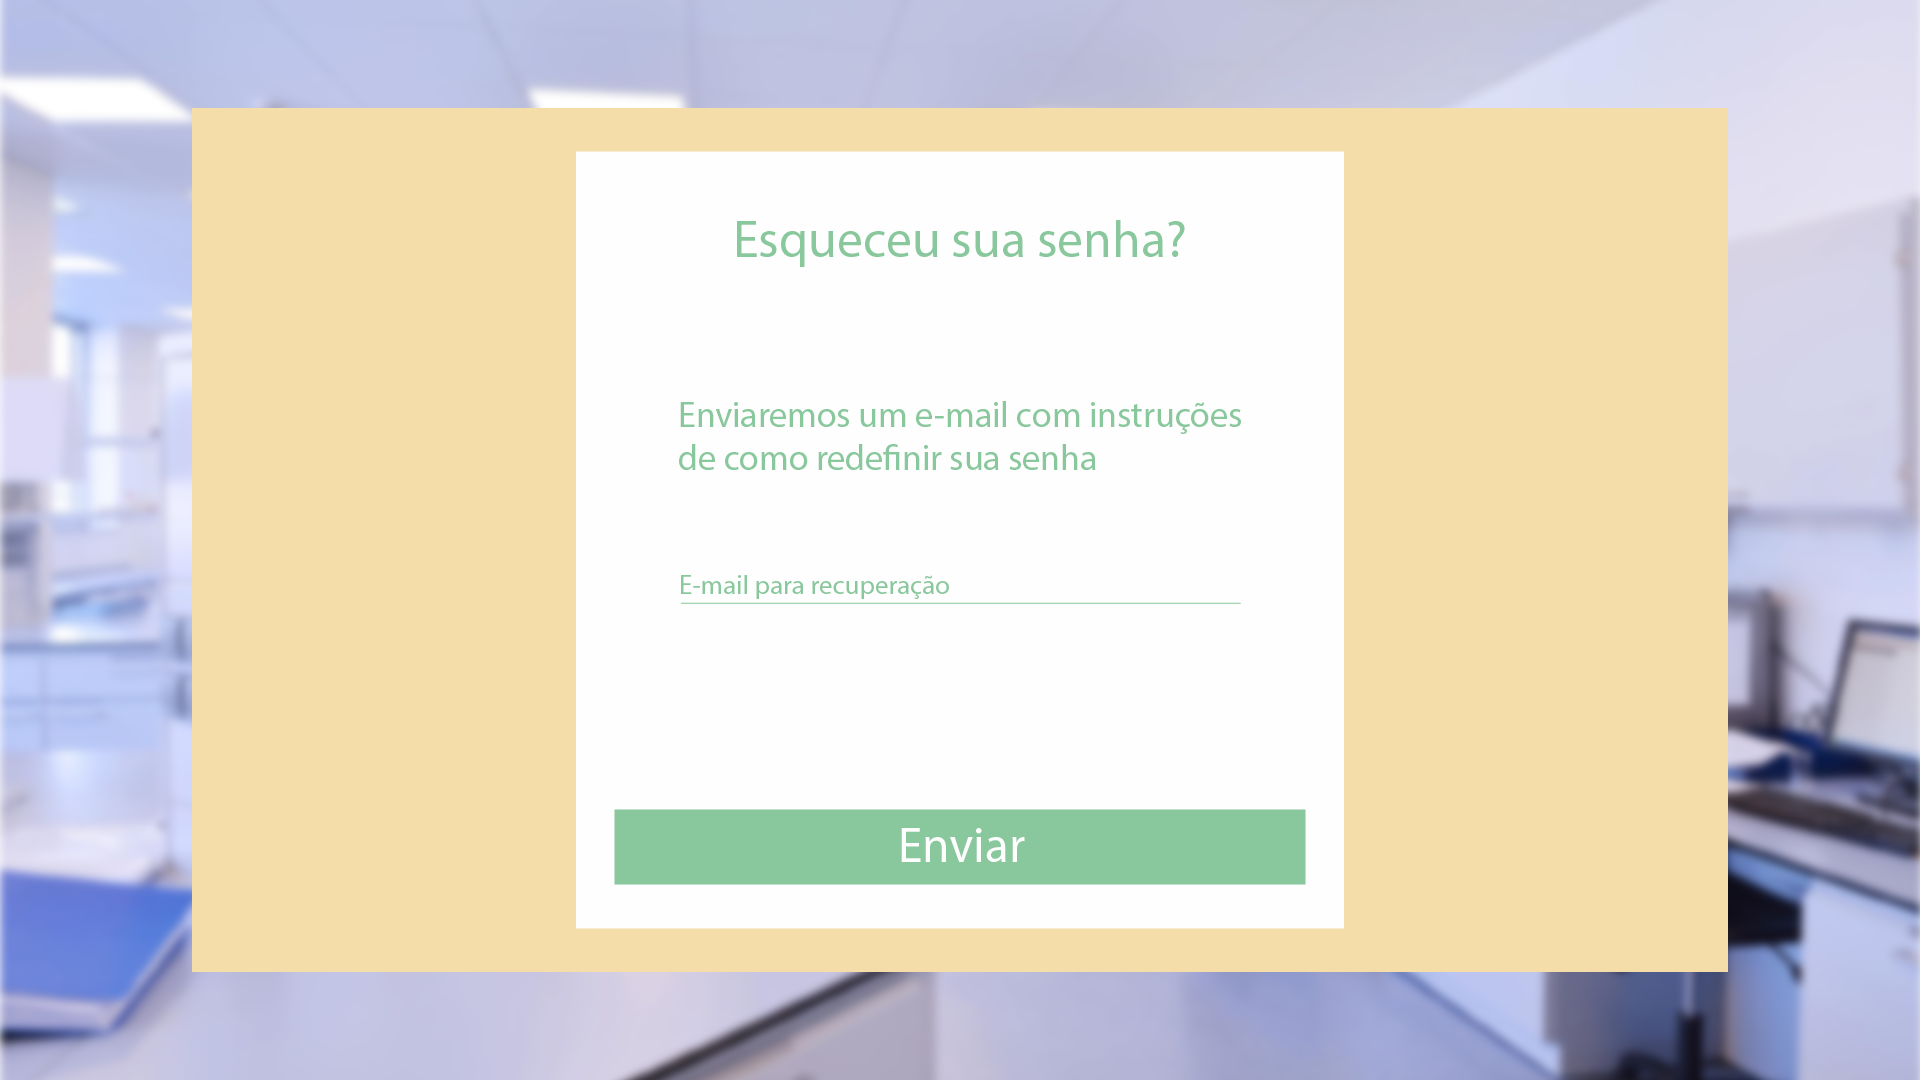 Esqueceu sua senha?
Enviaremos um e-mail com instruções
de como redefinir sua senha
E-mail para recuperação
Enviar